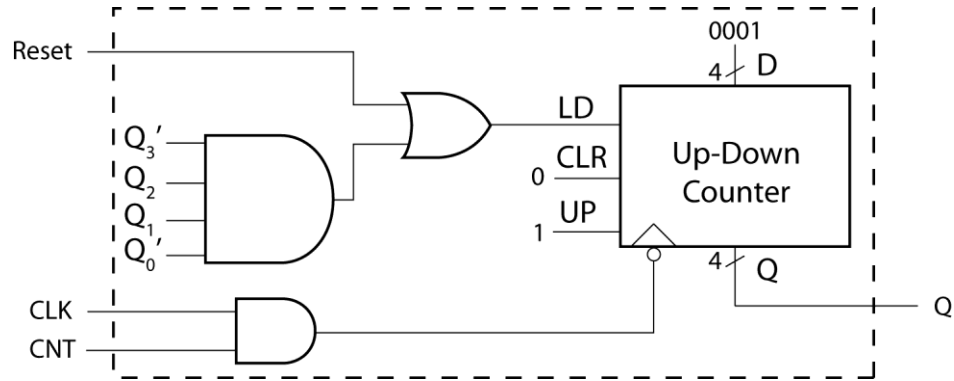 0001
Reset
4 D
LD
Q₃′
Q₂
Q₁
Q₀′
0 CLR
1 UP
Up-Down
Counter
4 Q
CLK
CNT
Q